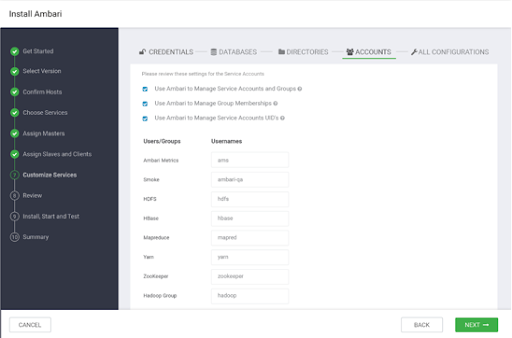 Install Ambari
Get Started
Select Version
Confirm Hosts
Choose Services
Assign Masters
Assign Slaves and Clients
7 Customize Services
8 Review
9 Install, Start and Test
10 Summary
CREDENTIALS DATABASES DIRECTORIES ACCOUNTS ALL CONFIGURATIONS
Please review these settings for the Service Accounts
Use Ambari to Manage Service Accounts and Groups
Use Ambari to Manage Group Memberships
Use Ambari to Manage Service Accounts UID's
Users/Groups Usernames
Ambari Metrics ams
Smoke ambari-qa
HDFS hdfs
HBase hbase
Mapreduce mapred
Yarn yarn
ZooKeeper zookeeper
Hadoop Group hadoop
CANCEL BACK NEXT →